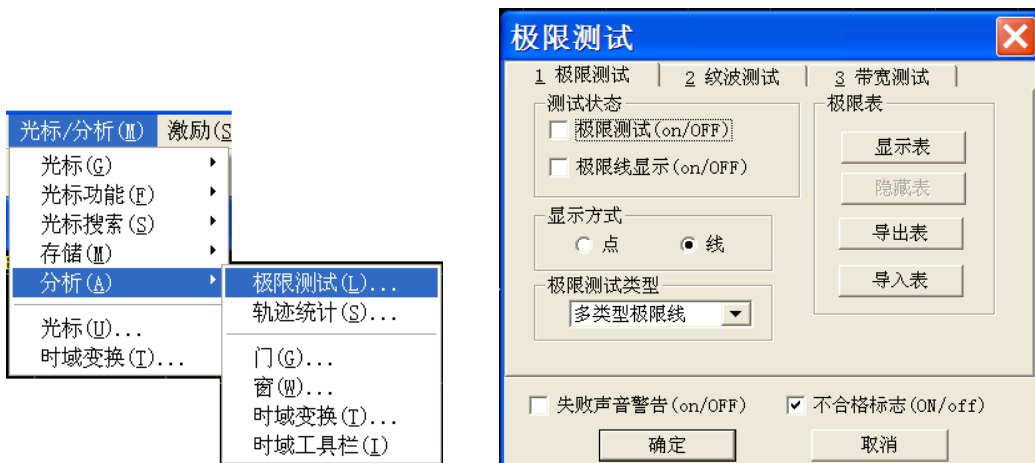 光标/分析(M) 激励(S
光标(G)
光标功能(F)
光标搜索(S)
存储(M)
分析(A)
光标(U)...
时域变换(T)...
极限测试(L)...
轨迹统计(S)...
门(G)...
窗(W)...
时域变换(T)...
时域工具栏(I)
极限测试
1 极限测试 2 纹波测试 3 带宽测试
测试状态
极限测试(on/OFF)
极限线显示(on/OFF)
显示方式
点 线
极限测试类型
多类型极限线
极限表
显示表
隐藏表
导出表
导入表
失败声音警告(on/OFF) 不合格标志(ON/off)
确定 取消